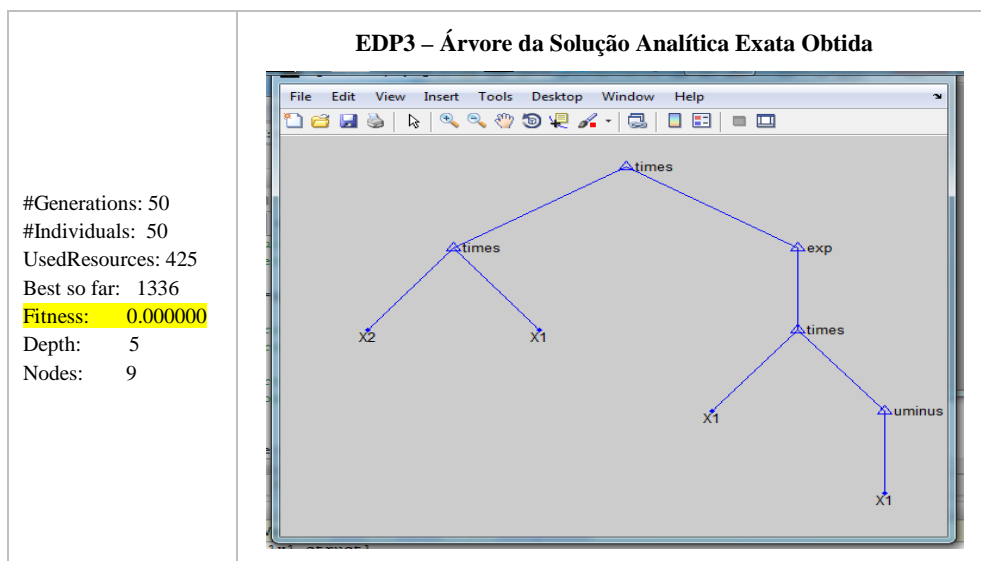 EDP3 – Árvore da Solução Analítica Exata Obtida
#Generations: 50
#Individuals: 50
UsedResources: 425
Best so far: 1336
Fitness: 0.000000
Depth: 5
Nodes: 9
File Edit View Insert Tools Desktop Window Help
times
times
exp
X2
X1
times
X1
uminus
X1